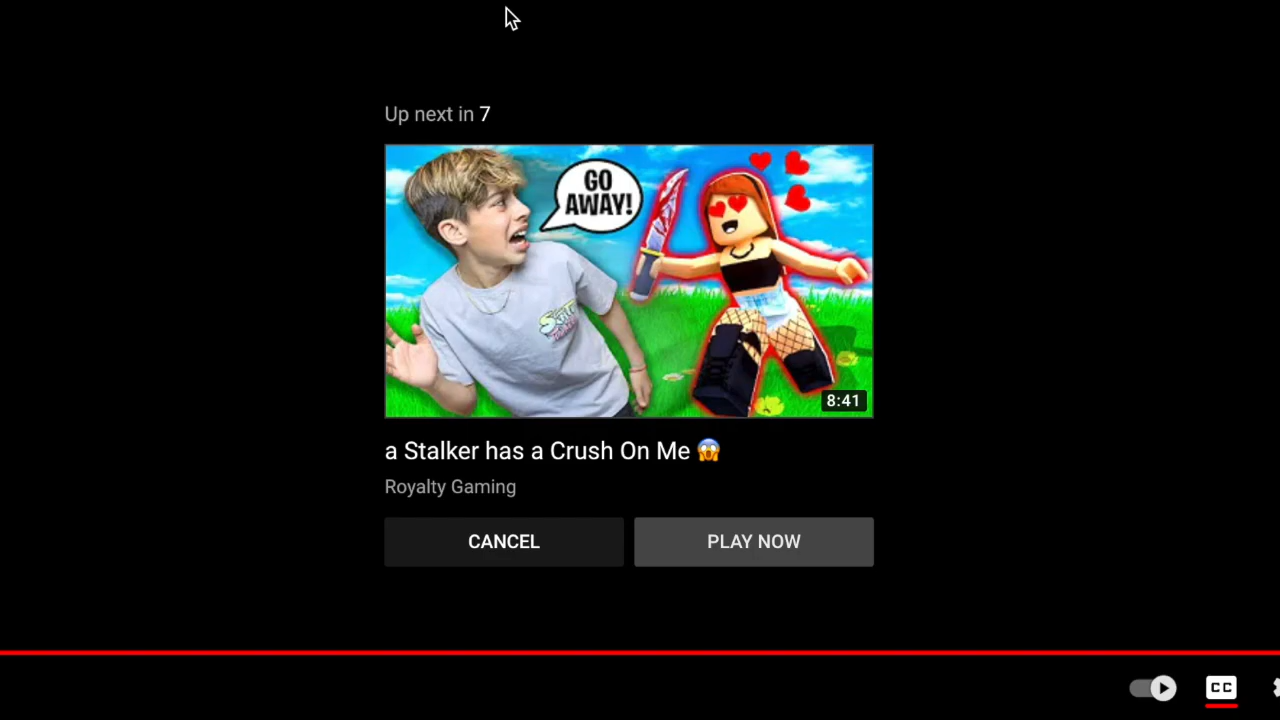 Up next in 7
GO
AWAY!
8:41
a Stalker has a Crush On Me 😱
Royalty Gaming
CANCEL
PLAY NOW
CC